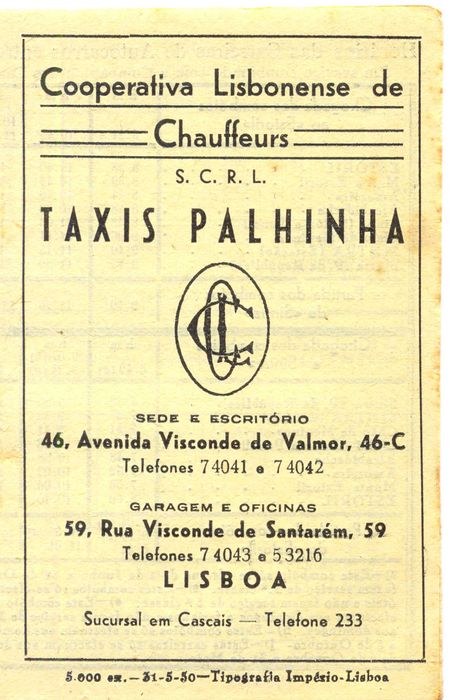 Cooperativa Lisbonense de
Chauffeurs
S. C. R. L.
TAXIS PALHINHA
SEDE E ESCRITÓRIO
46, Avenida Visconde de Valmor, 46-C
Telefones 74041 e 74042
GARAGEM E OFICINAS
59, Rua Visconde de Santarém, 59
Telefones 74043 e 53216
LISBOA
Sucursal em Cascais — Telefone 233
5.000 ex.—31-5-50—Tipografia Império-Lisboa